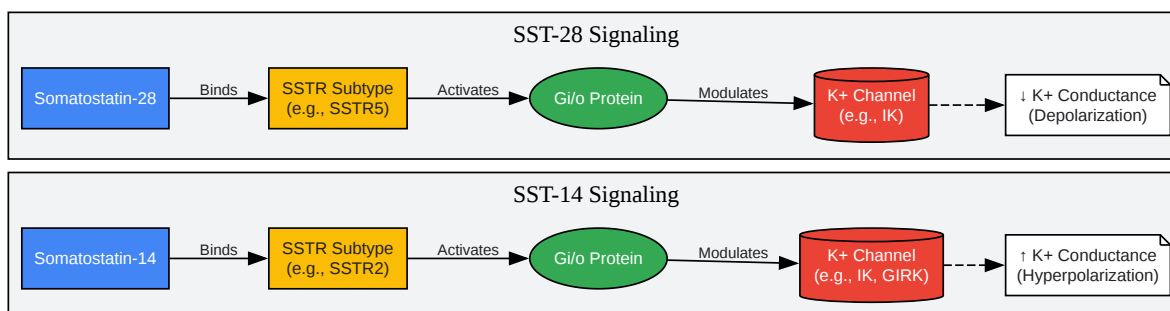 SST-28 Signaling
Somatostatin-28
Binds
SSTR Subtype
(e.g., SSTR5)
Activates
Gi/o Protein
Modulates
K+ Channel
(e.g., IK)
↓ K+ Conductance
(Depolarization)
SST-14 Signaling
Somatostatin-14
Binds
SSTR Subtype
(e.g., SSTR2)
Activates
Gi/o Protein
Modulates
K+ Channel
(e.g., IK, GIRK)
↑ K+ Conductance
(Hyperpolarization)